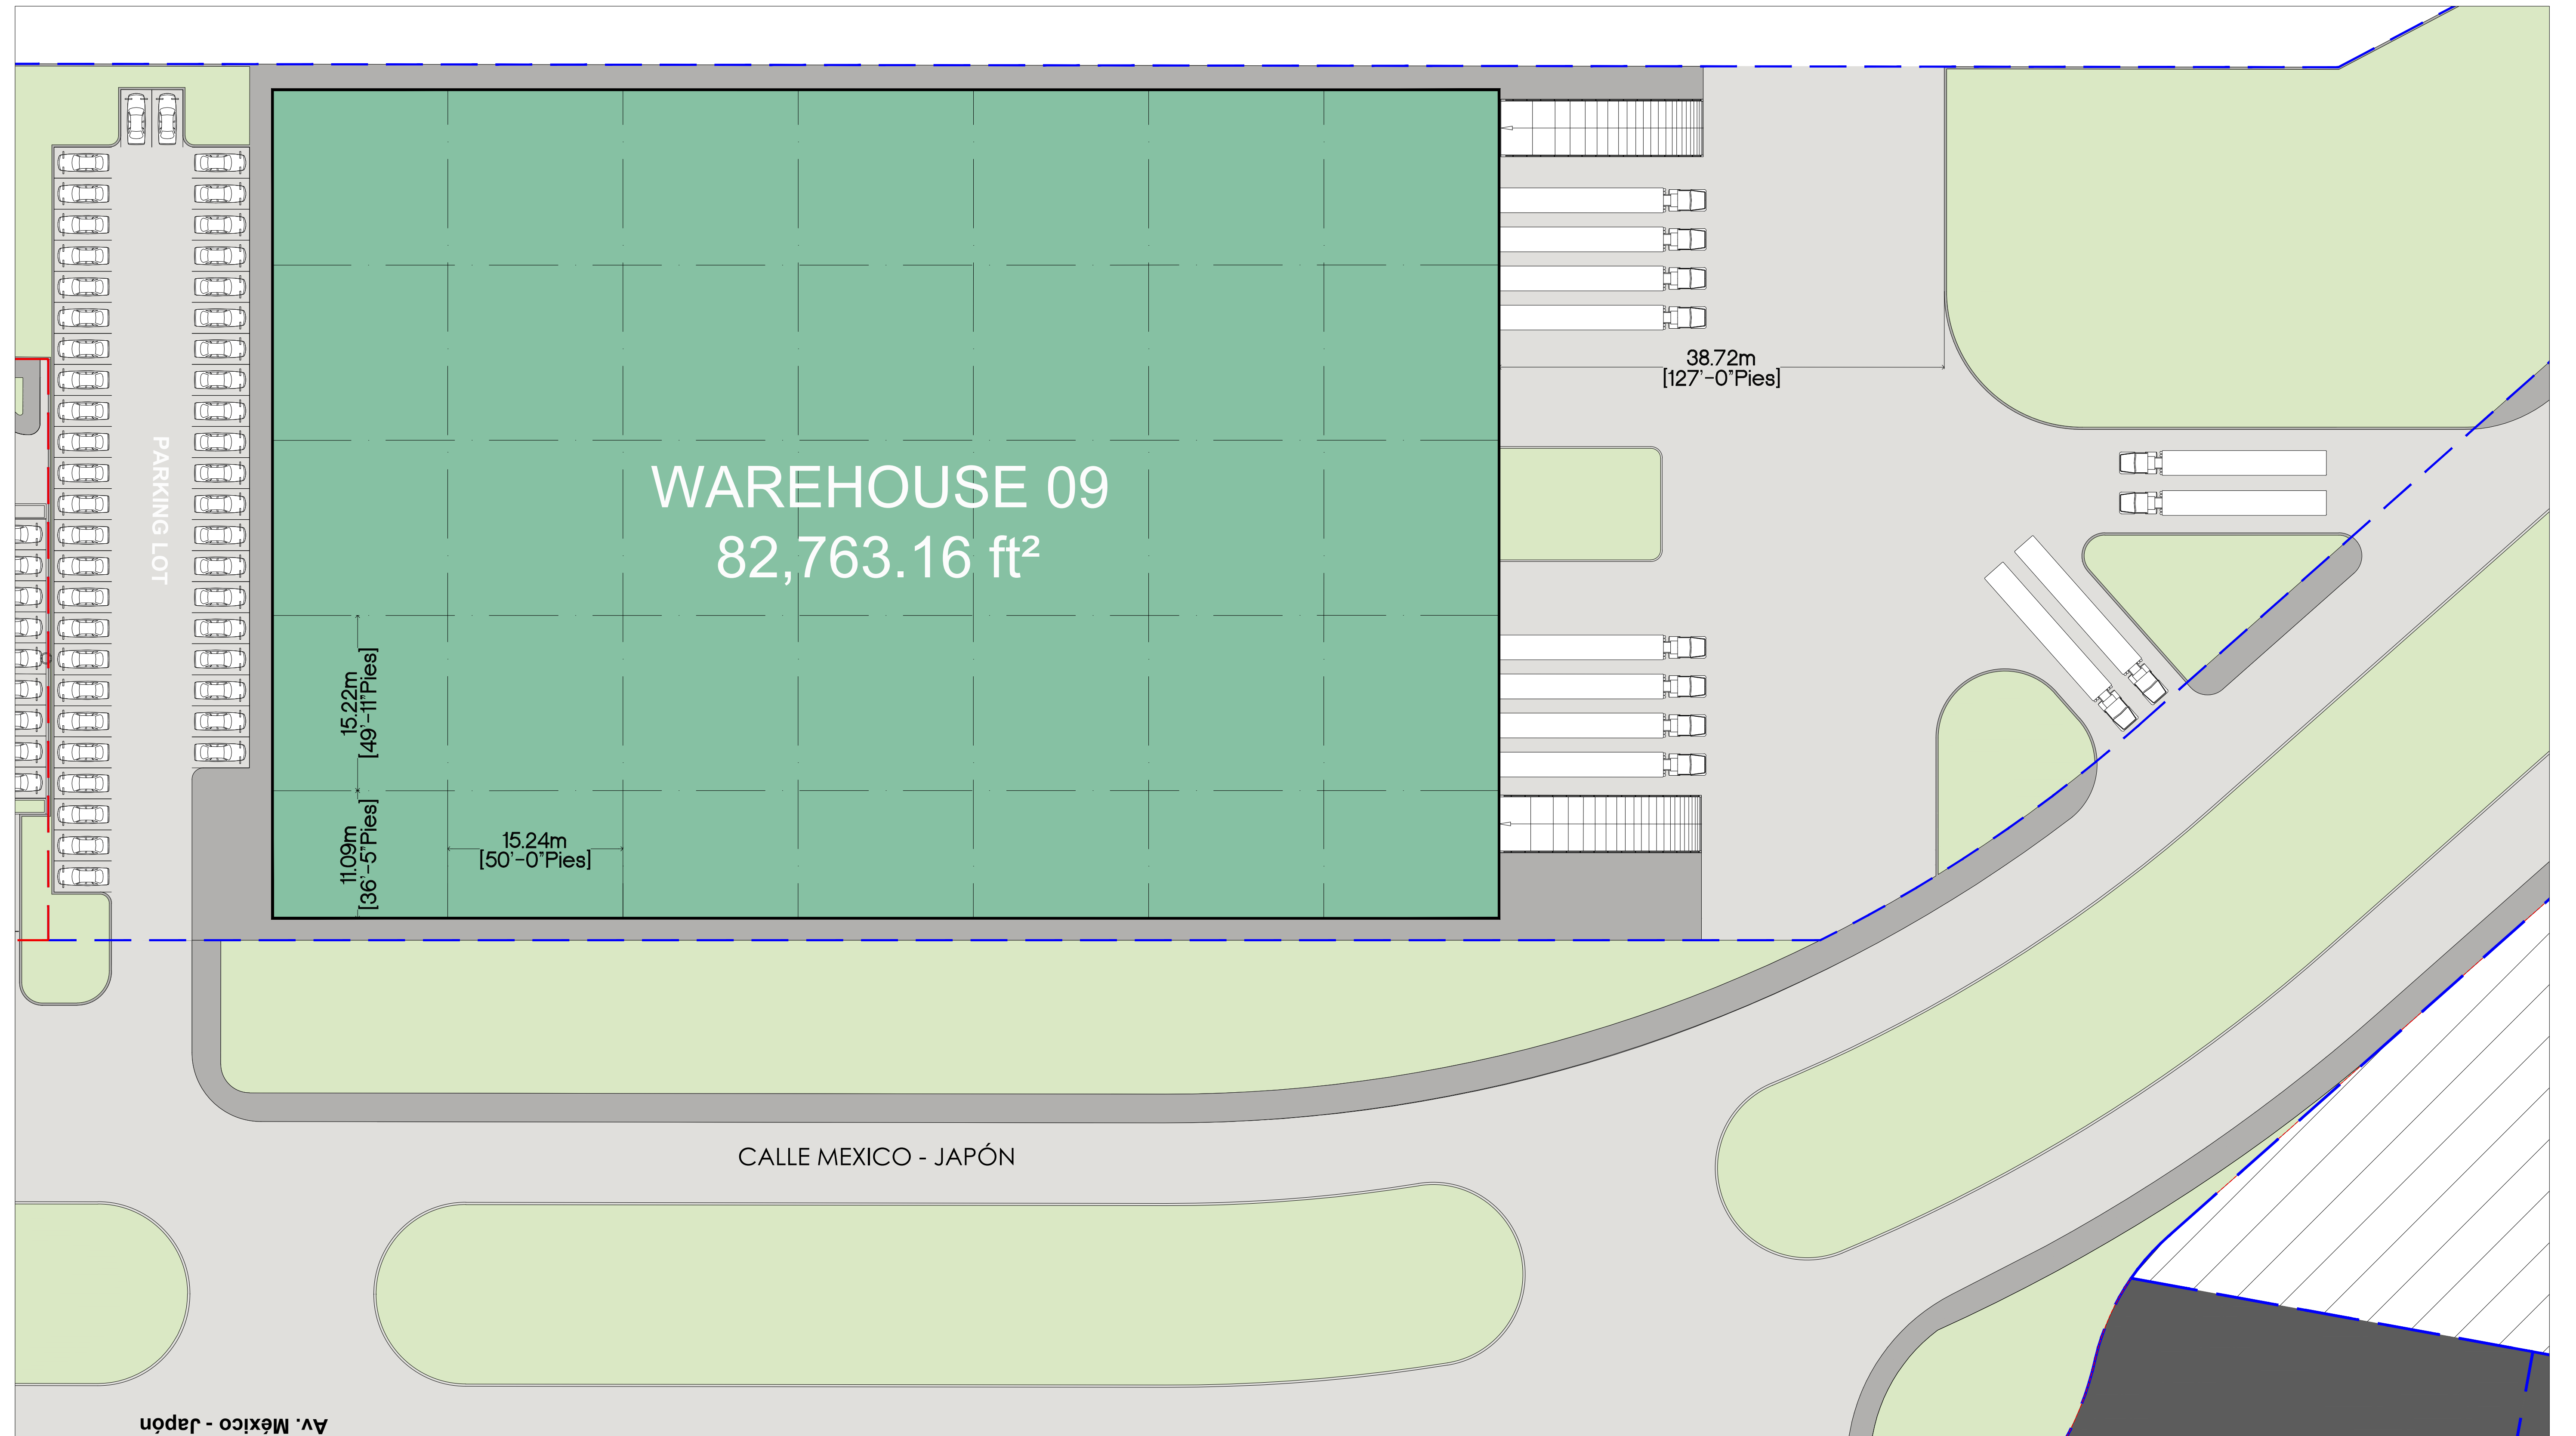 PARKING LOT
WAREHOUSE 09
82,763.16 ft²
38.72m
[127'-0"Pies]
15.22m
[49'-11"Pies]
11.09m
[36'-5"Pies]
15.24m
[50'-0"Pies]
CALLE MEXICO - JAPÓN
Av. México - Japón